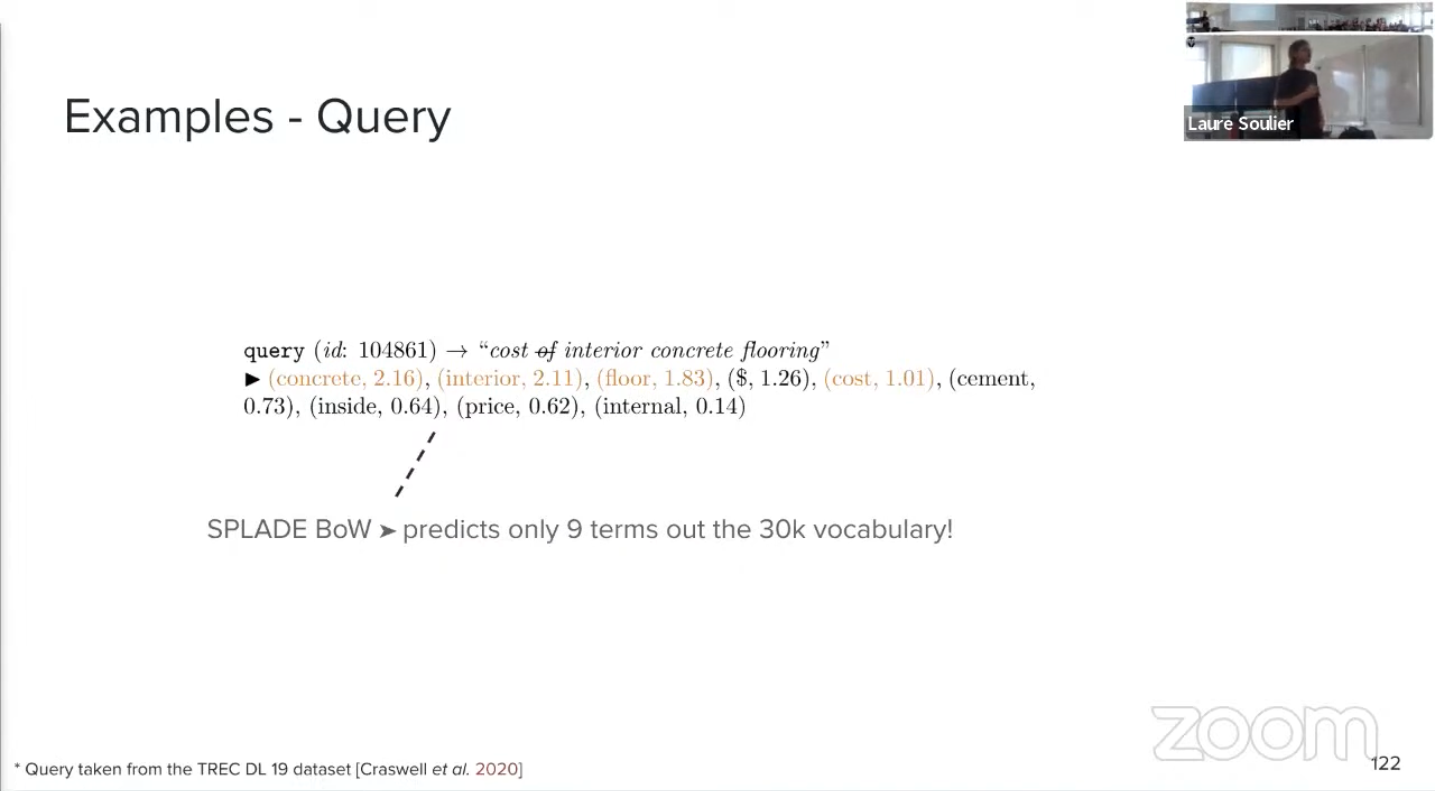 Laure Soulier
Examples - Query
query (id: 104861) → “cost of interior concrete flooring”
▶ (concrete, 2.16), (interior, 2.11), (floor, 1.83), ($, 1.26), (cost, 1.01), (cement,
0.73), (inside, 0.64), (price, 0.62), (internal, 0.14)
SPLADE BoW ➤ predicts only 9 terms out the 30k vocabulary!
zoom
* Query taken from the TREC DL 19 dataset [Craswell et al. 2020]
122